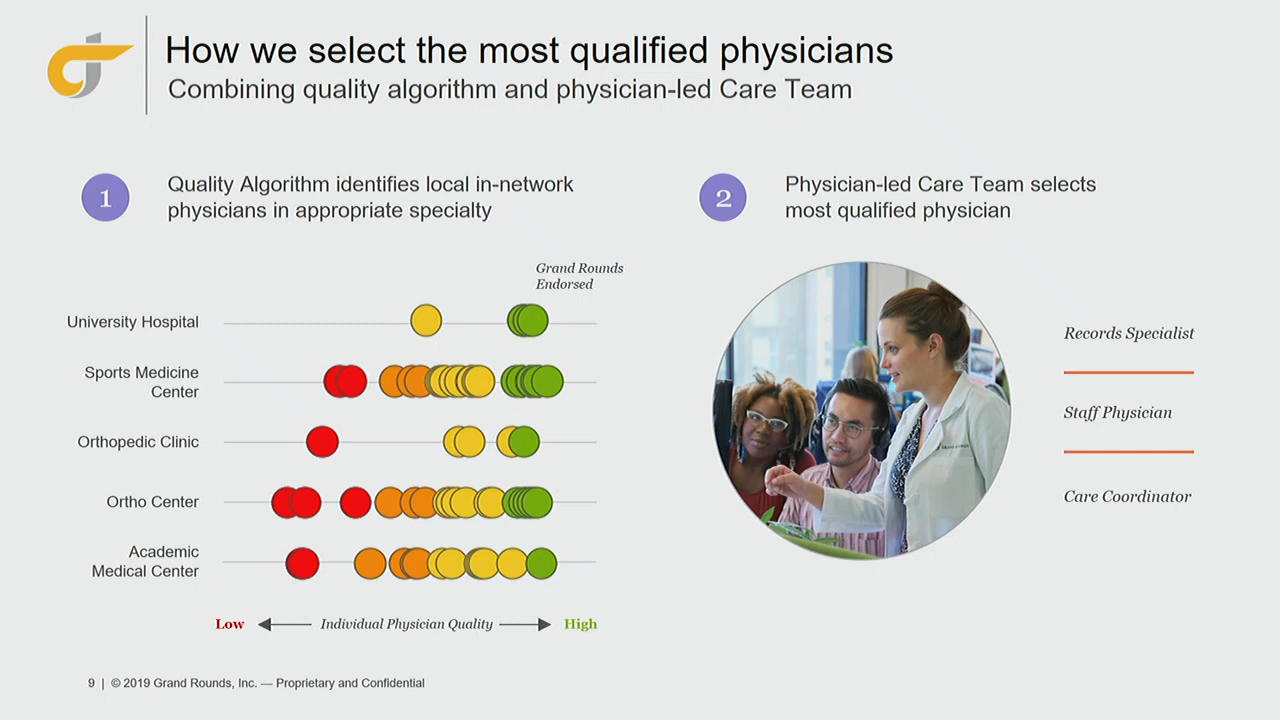 How we select the most qualified physicians
Combining quality algorithm and physician-led Care Team
1
Quality Algorithm identifies local in-network
physicians in appropriate specialty
2
Physician-led Care Team selects
most qualified physician
Grand Rounds
Endorsed
University Hospital
Sports Medicine
Center
Orthopedic Clinic
Ortho Center
Academic
Medical Center
Low
Individual Physician Quality
High
Records Specialist
Staff Physician
Care Coordinator
9 | © 2019 Grand Rounds, Inc. — Proprietary and Confidential